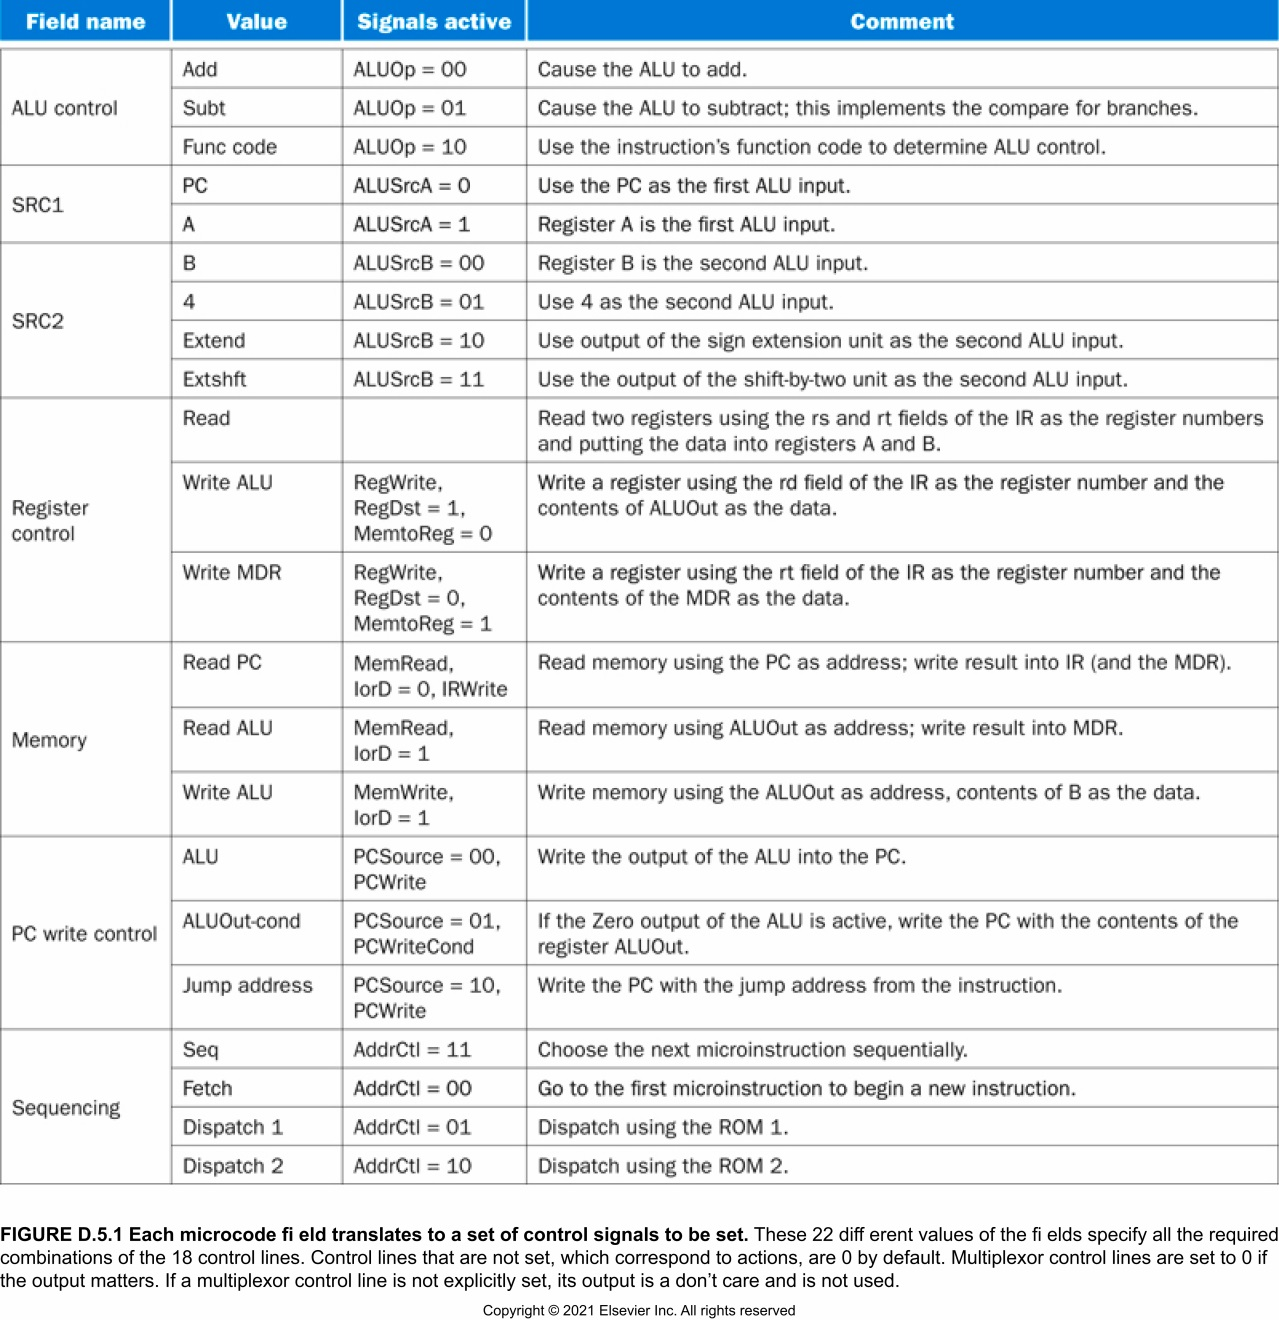 Field name Value Signals active Comment
ALU control
Add ALUOp = 00 Cause the ALU to add.
Subt ALUOp = 01 Cause the ALU to subtract; this implements the compare for branches.
Func code ALUOp = 10 Use the instruction's function code to determine ALU control.
SRC1
PC ALUSrcA = 0 Use the PC as the first ALU input.
A ALUSrcA = 1 Register A is the first ALU input.
SRC2
B ALUSrcB = 00 Register B is the second ALU input.
4 ALUSrcB = 01 Use 4 as the second ALU input.
Extend ALUSrcB = 10 Use output of the sign extension unit as the second ALU input.
Extshft ALUSrcB = 11 Use the output of the shift-by-two unit as the second ALU input.
Register
control
Read Read two registers using the rs and rt fields of the IR as the register numbers
and putting the data into registers A and B.
Write ALU RegWrite, Write a register using the rd field of the IR as the register number and the
RegDst = 1, contents of ALUOut as the data.
MemtoReg = 0
Write MDR RegWrite, Write a register using the rt field of the IR as the register number and the
RegDst = 0, contents of the MDR as the data.
MemtoReg = 1
Memory
Read PC MemRead, Read memory using the PC as address; write result into IR (and the MDR).
IorD = 0, IRWrite
Read ALU MemRead, Read memory using ALUOut as address; write result into MDR.
IorD = 1
Write ALU MemWrite, Write memory using the ALUOut as address, contents of B as the data.
IorD = 1
PC write control
ALU PCSource = 00, Write the output of the ALU into the PC.
PCWrite
ALUOut-cond PCSource = 01, If the Zero output of the ALU is active, write the PC with the contents of the
PCWriteCond register ALUOut.
Jump address PCSource = 10, Write the PC with the jump address from the instruction.
PCWrite
Sequencing
Seq AddrCtl = 11 Choose the next microinstruction sequentially.
Fetch AddrCtl = 00 Go to the first microinstruction to begin a new instruction.
Dispatch 1 AddrCtl = 01 Dispatch using the ROM 1.
Dispatch 2 AddrCtl = 10 Dispatch using the ROM 2.
FIGURE D.5.1 Each microcode fi eld translates to a set of control signals to be set. These 22 diff erent values of the fi elds specify all the required
combinations of the 18 control lines. Control lines that are not set, which correspond to actions, are 0 by default. Multiplexor control lines are set to 0 if
the output matters. If a multiplexor control line is not explicitly set, its output is a don't care and is not used.
Copyright © 2021 Elsevier Inc. All rights reserved